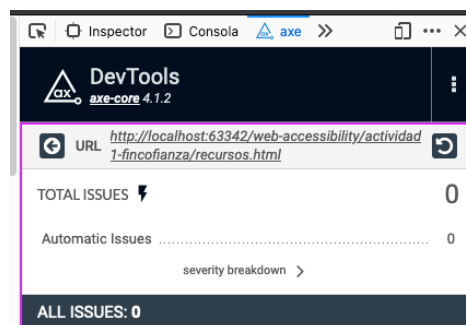 Inspector Consola axe
ax DevTools
axe-core 4.1.2
URL http://localhost:63342/web-accessibility/actividad
1-fincofianza/recursos.html
TOTAL ISSUES 0
Automatic Issues 0
severity breakdown
ALL ISSUES: 0